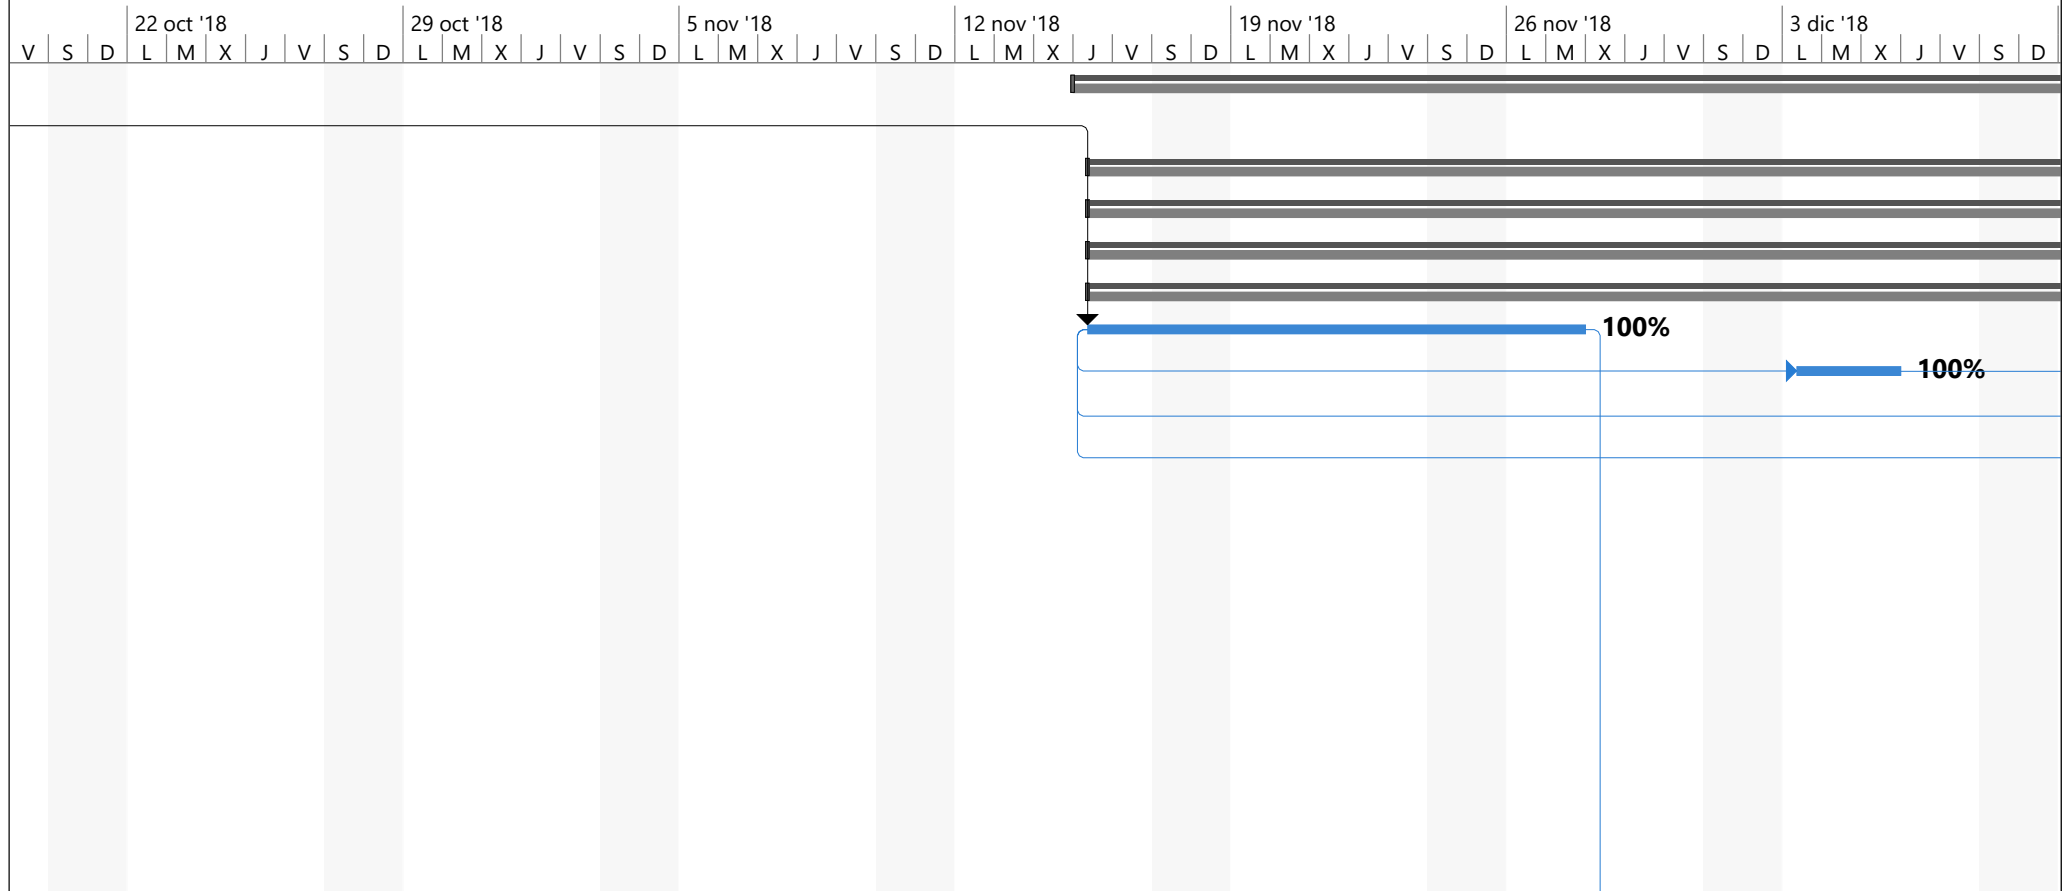 22 oct '18 29 oct '18 5 nov '18 12 nov '18 19 nov '18 26 nov '18 3 dic '18
V S D L M X J V S D L M X J V S D L M X J V S D L M X J V S D L M X J V S D L M X J V S D L M X J V S D
100%
100%